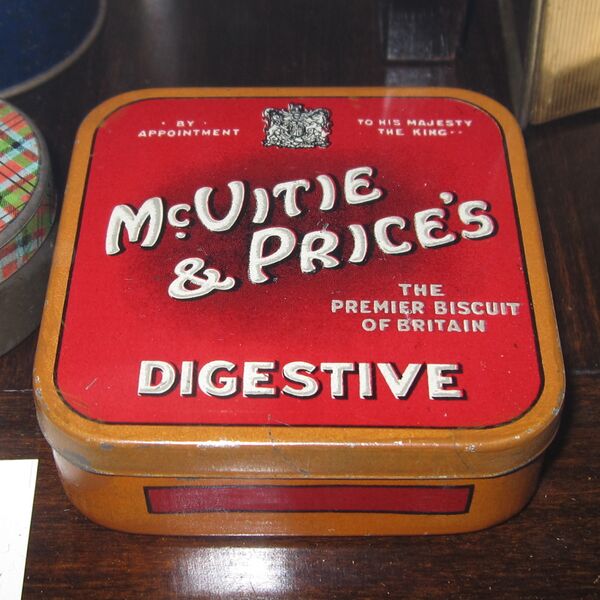 · BY · APPOINTMENT
TO HIS MAJESTY THE KING··
McVITIE
& PRICE'S
THE
PREMIER BISCUIT
OF BRITAIN
DIGESTIVE